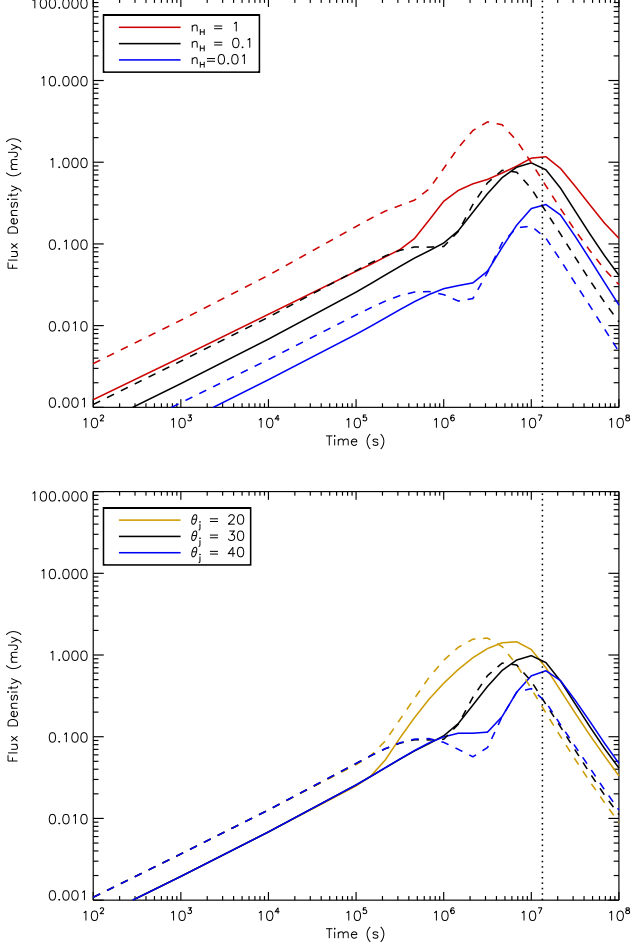 100.000
n_H = 1
n_H = 0.1
n_H=0.01
10.000
1.000
0.100
0.010
0.001
Flux Density (mJy)
10^2 10^3 10^4 10^5 10^6 10^7 10^8
Time (s)
100.000
θ_j = 20
θ_j = 30
θ_j = 40
10.000
1.000
0.100
0.010
0.001
Flux Density (mJy)
10^2 10^3 10^4 10^5 10^6 10^7 10^8
Time (s)